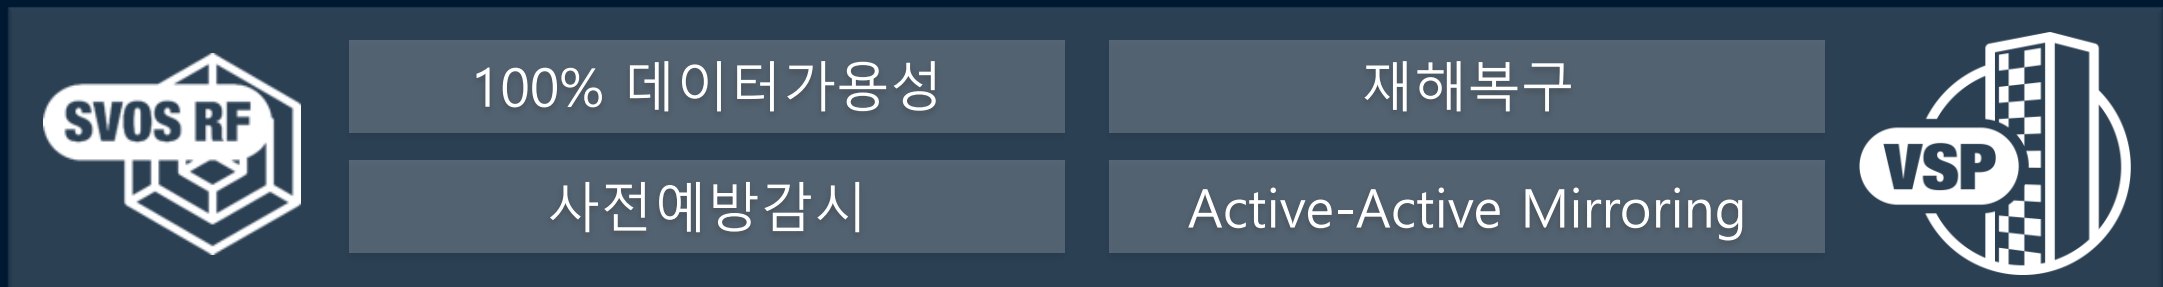 SVOS RF
100% 데이터가용성
재해복구
사전예방감시
Active-Active Mirroring
VSP